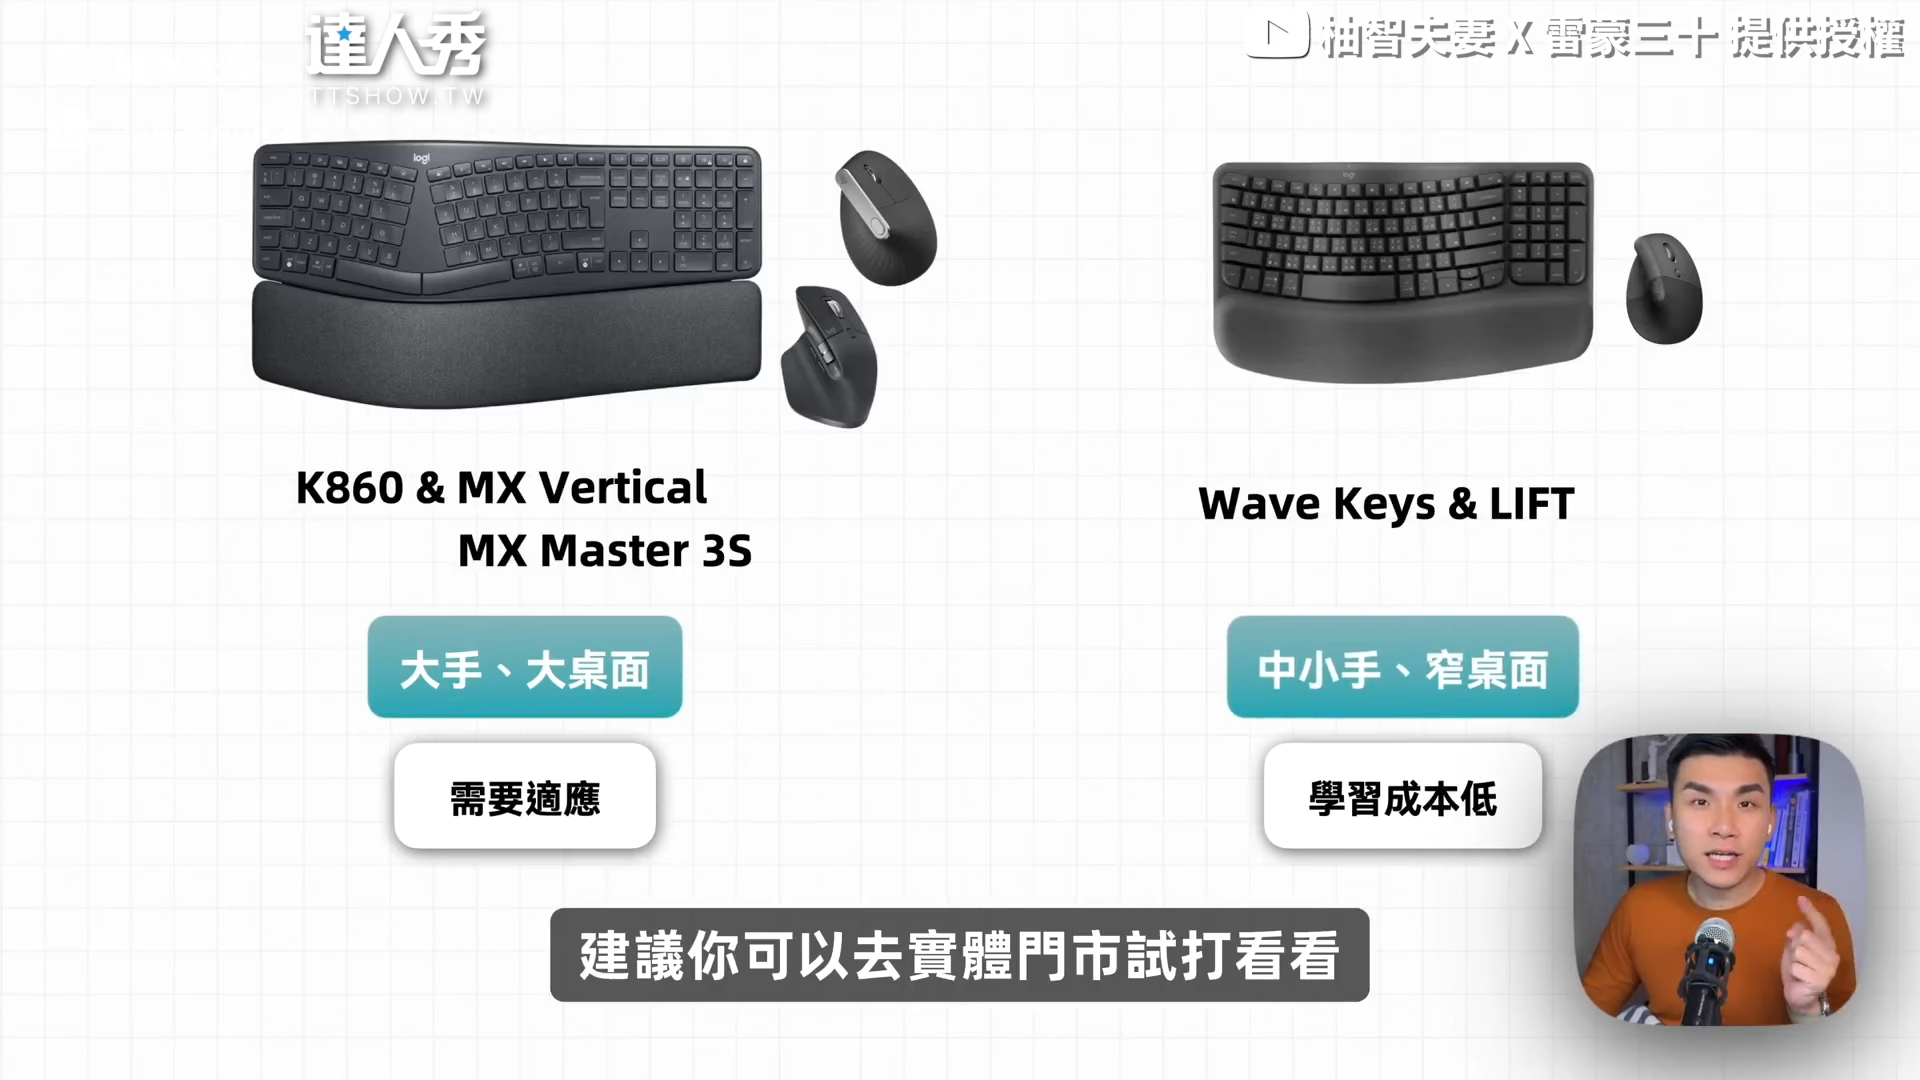 達人秀
TTSHOW.TW
柚智夫妻 X 雷蒙三十 提供授權
logi
logi
K860 & MX Vertical
MX Master 3S
Wave Keys & LIFT
大手、大桌面
中小手、窄桌面
需要適應
學習成本低
建議你可以去實體門市試打看看